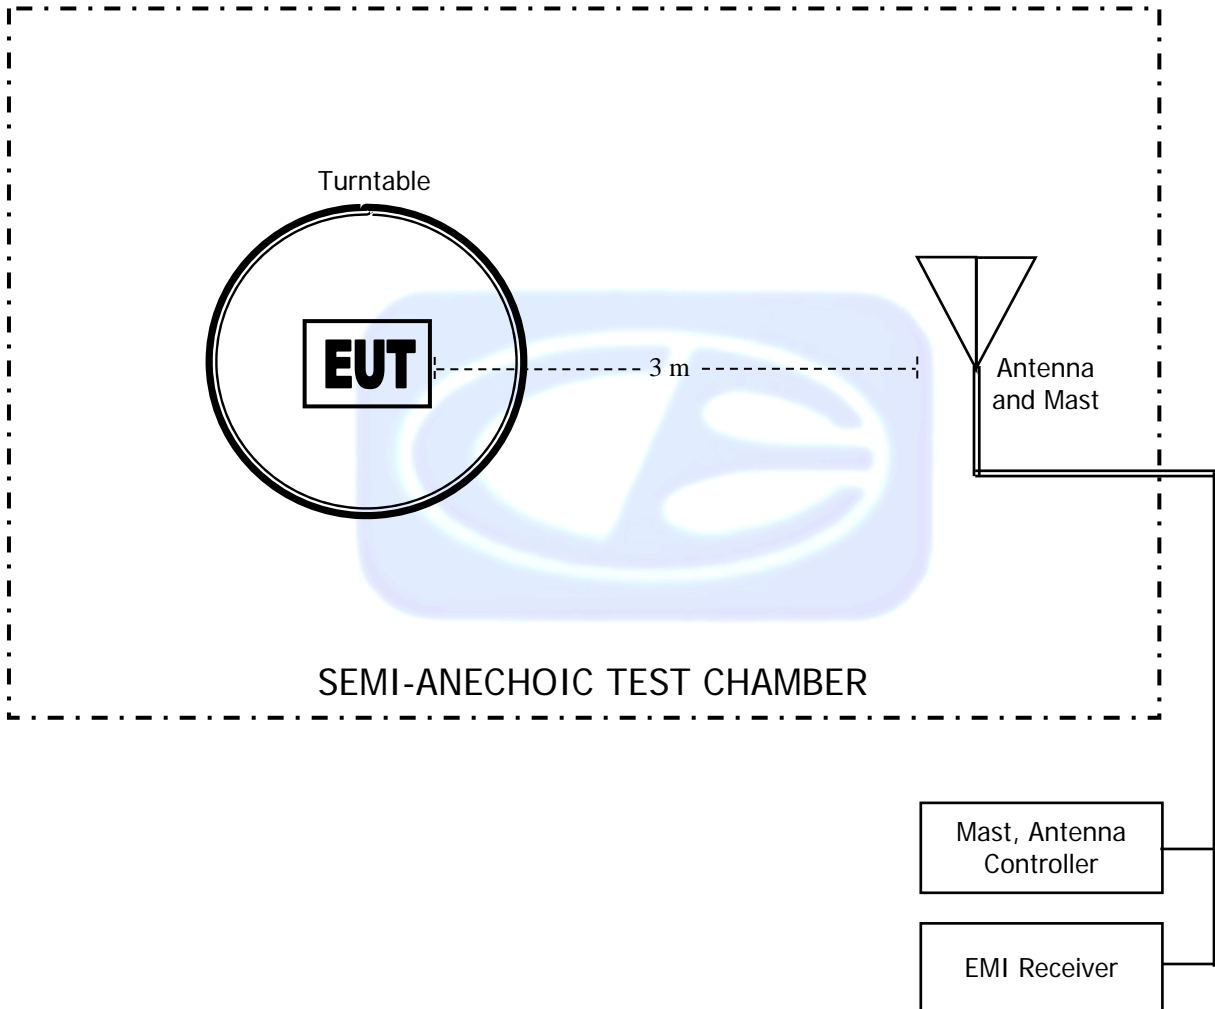 Turntable
EUT
3 m
Antenna
and Mast
SEMI-ANECHOIC TEST CHAMBER
Mast, Antenna
Controller
EMI Receiver